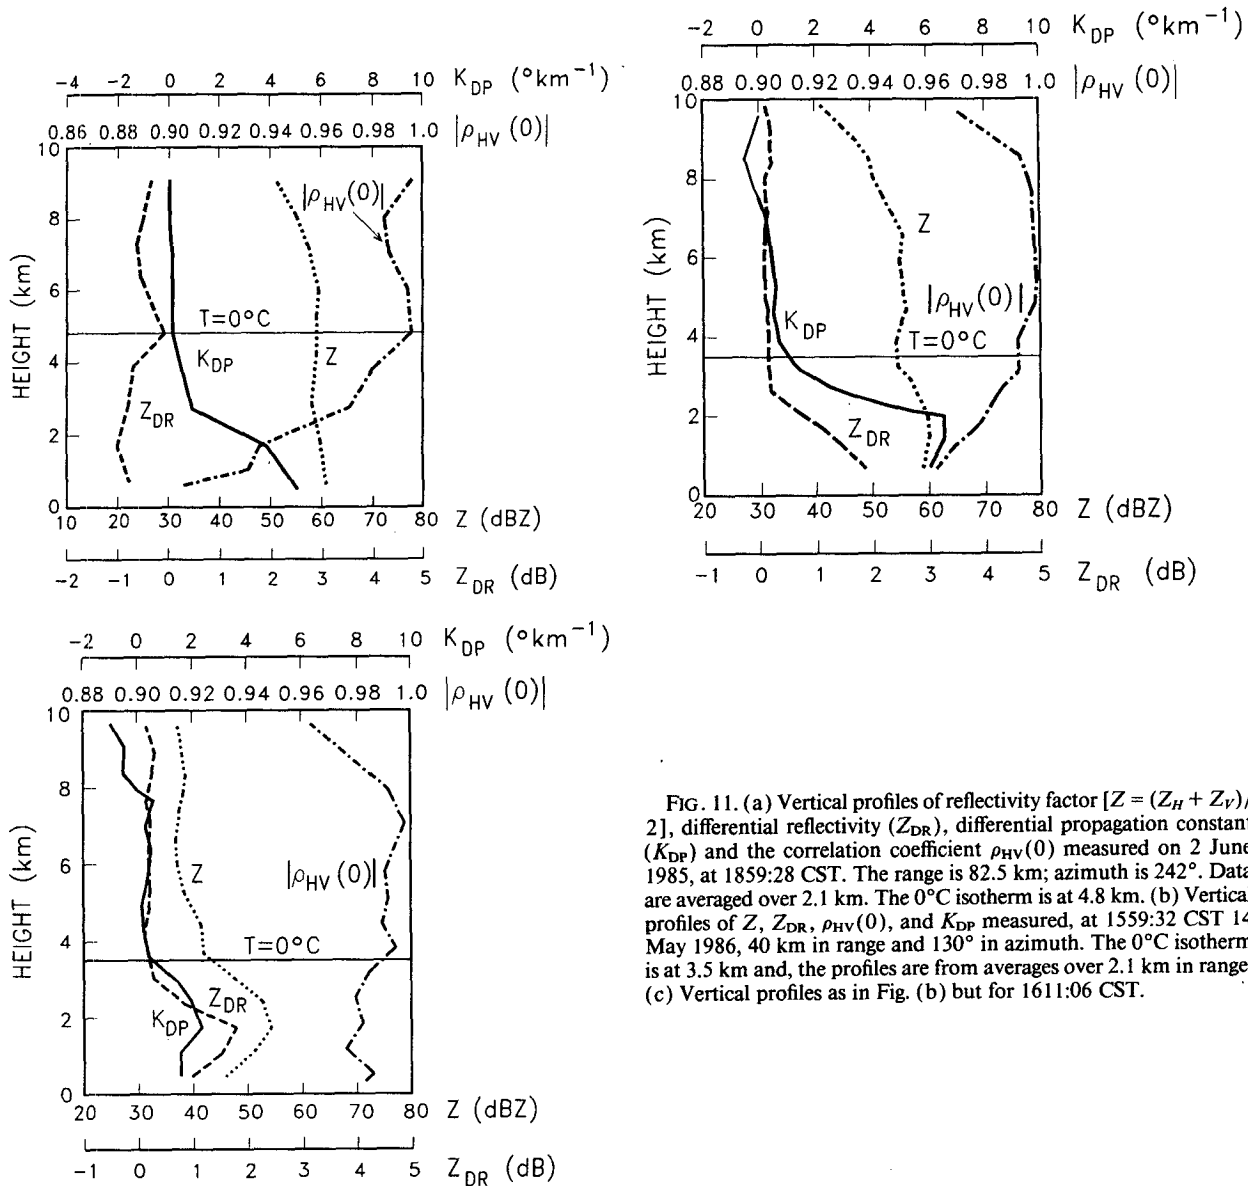 -4 -2 0 2 4 6 8 10 K_DP (°km⁻¹)
0.86 0.88 0.90 0.92 0.94 0.96 0.98 1.0 |ρ_HV (0)|
10
8
6
4
2
0
HEIGHT (km)
|ρ_HV(0)|
T=0°C
K_DP
Z
Z_DR
10 20 30 40 50 60 70 80 Z (dBZ)
-2 -1 0 1 2 3 4 5 Z_DR (dB)
-2 0 2 4 6 8 10 K_DP (°km⁻¹)
0.88 0.90 0.92 0.94 0.96 0.98 1.0 |ρ_HV (0)|
10
8
6
4
2
0
HEIGHT (km)
Z
|ρ_HV(0)|
K_DP
T=0°C
Z_DR
20 30 40 50 60 70 80 Z (dBZ)
-1 0 1 2 3 4 5 Z_DR (dB)
-2 0 2 4 6 8 10 K_DP (°km⁻¹)
0.88 0.90 0.92 0.94 0.96 0.98 1.0 |ρ_HV (0)|
10
8
6
4
2
0
HEIGHT (km)
Z
|ρ_HV(0)|
T=0°C
Z_DR
K_DP
20 30 40 50 60 70 80 Z (dBZ)
-1 0 1 2 3 4 5 Z_DR (dB)
FIG. 11. (a) Vertical profiles of reflectivity factor [Z = (Z_H + Z_V)/
2], differential reflectivity (Z_DR), differential propagation constant
(K_DP) and the correlation coefficient ρ_HV(0) measured on 2 June
1985, at 1859:28 CST. The range is 82.5 km; azimuth is 242°. Data
are averaged over 2.1 km. The 0°C isotherm is at 4.8 km. (b) Vertical
profiles of Z, Z_DR, ρ_HV(0), and K_DP measured, at 1559:32 CST 14
May 1986, 40 km in range and 130° in azimuth. The 0°C isotherm
is at 3.5 km and, the profiles are from averages over 2.1 km in range
(c) Vertical profiles as in Fig. (b) but for 1611:06 CST.